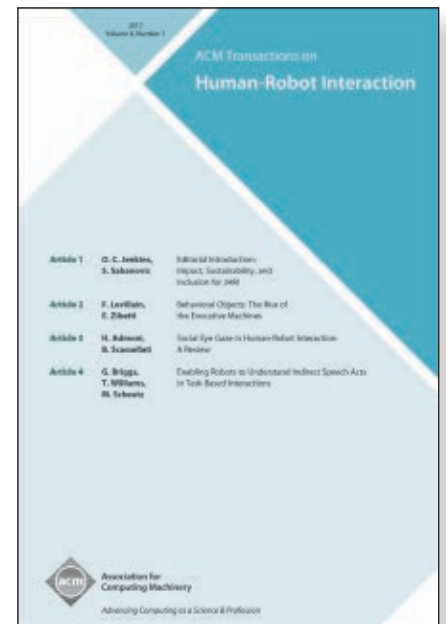 2017
Volume 6, Number 1
ACM Transactions on
Human-Robot Interaction
Article 1 O. C. Jenkins, Editorial Introduction:
S. Sabanovic Impact, Sustainability, and
Inclusion for JHRI
Article 2 F. Levillain, Behavioral Objects: The Rise of
E. Zibetti the Evocative Machines
Article 3 H. Admoni, Social Eye Gaze in Human-Robot Interaction:
B. Scassellati A Review
Article 4 G. Briggs, Enabling Robots to Understand Indirect Speech Acts
T. Williams, in Task-Based Interactions
M. Scheutz
acm
Association for
Computing Machinery
Advancing Computing as a Science & Profession